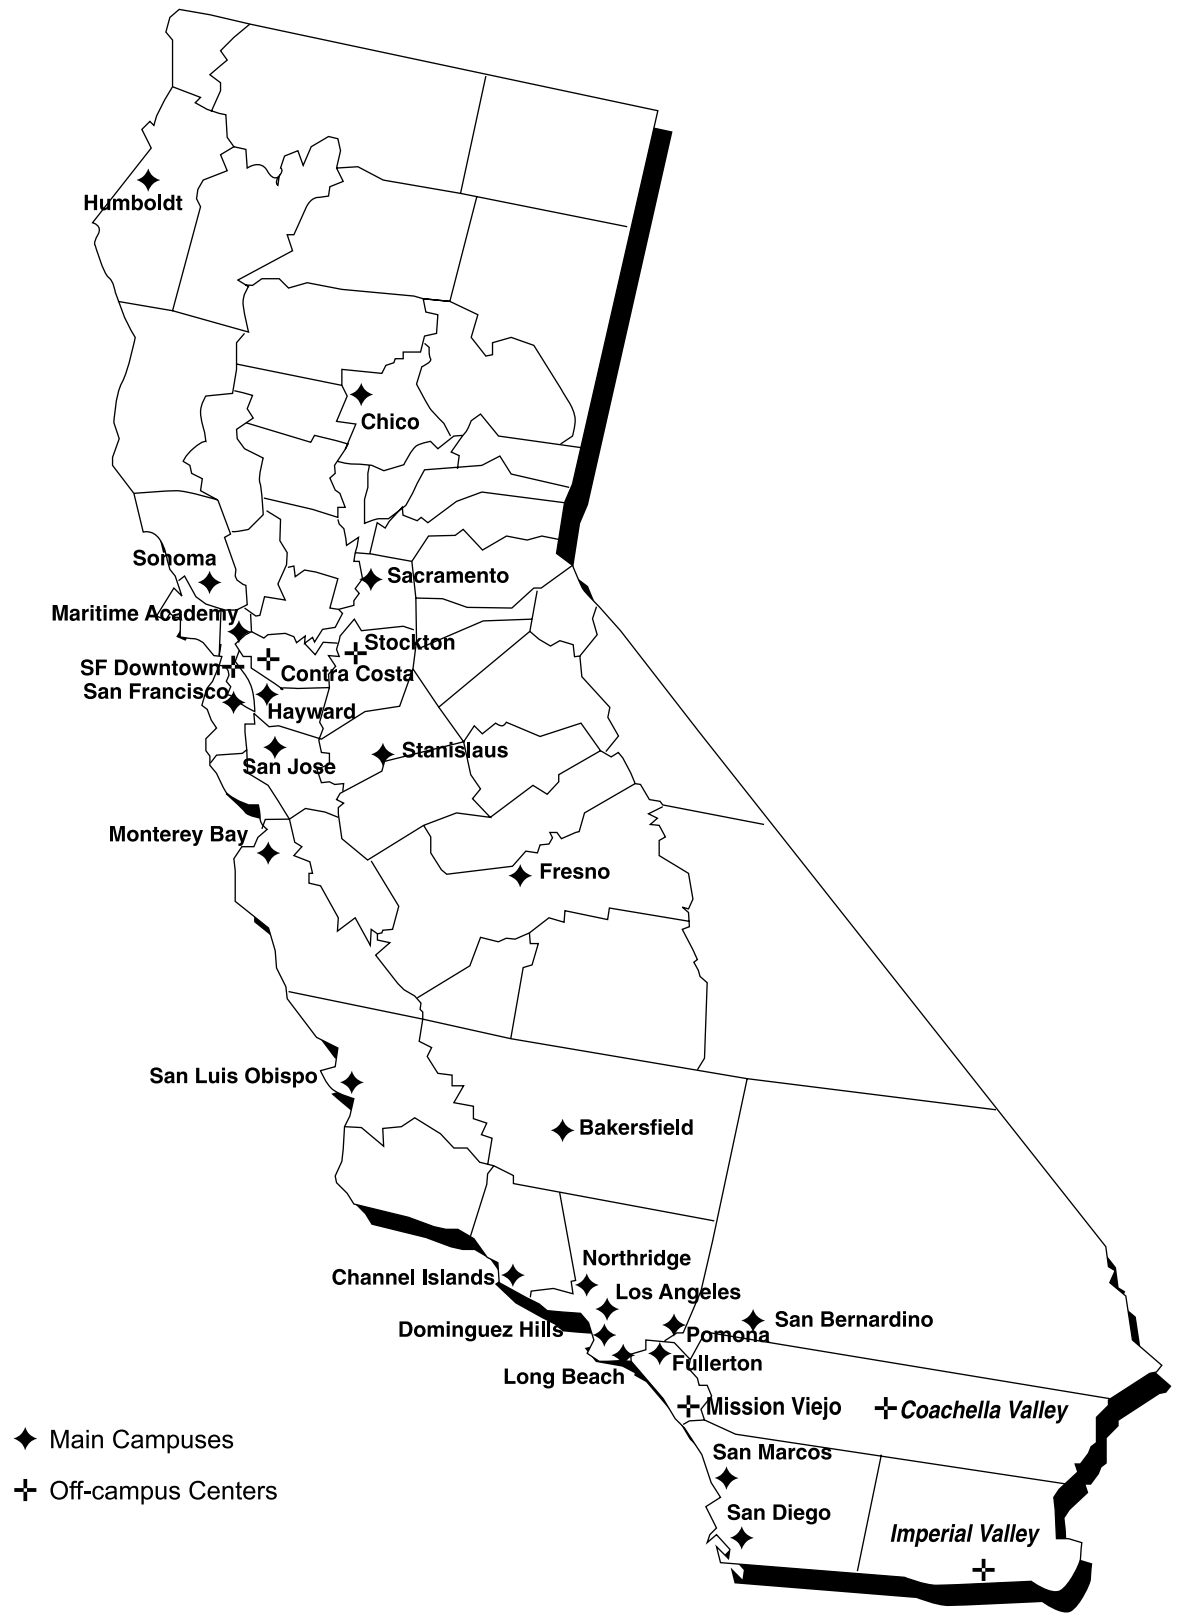 Humboldt
Chico
Sonoma
Sacramento
Maritime Academy
Stockton
SF Downtown
Contra Costa
San Francisco
Hayward
Stanislaus
San Jose
Monterey Bay
Fresno
San Luis Obispo
Bakersfield
Northridge
Channel Islands
Los Angeles
San Bernardino
Dominguez Hills
Pomona
Fullerton
Long Beach
Mission Viejo
Coachella Valley
Main Campuses
San Marcos
Off-campus Centers
San Diego
Imperial Valley